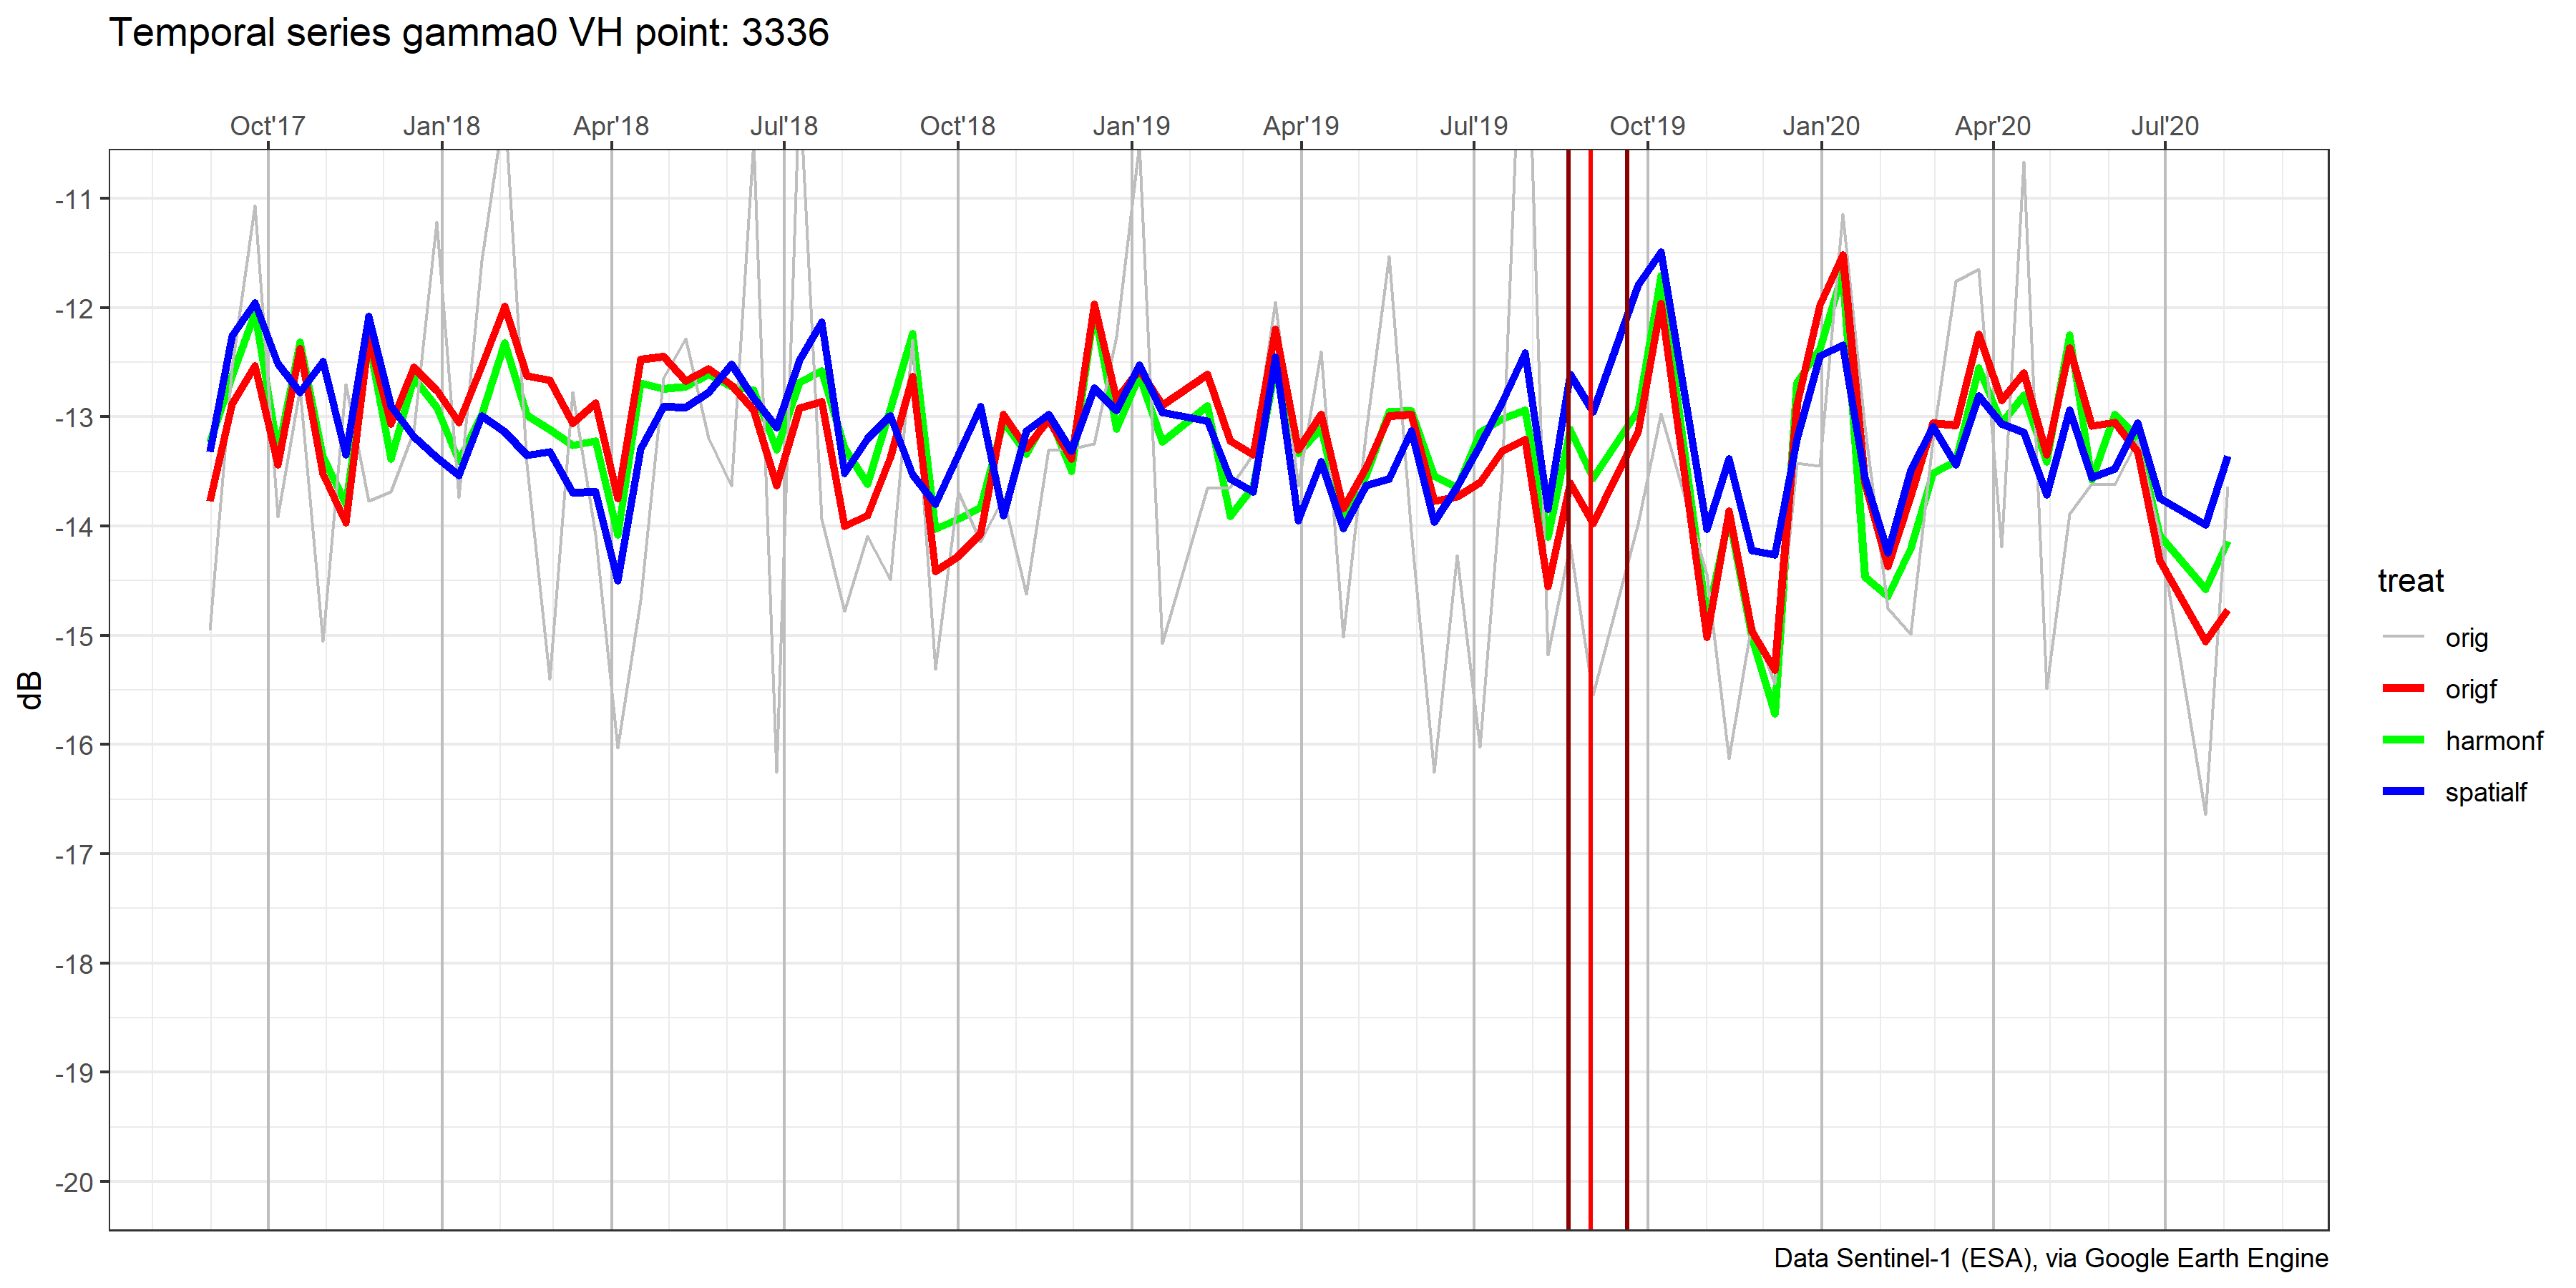 Temporal series gamma0 VH point: 3336
Oct'17 Jan'18 Apr'18 Jul'18 Oct'18 Jan'19 Apr'19 Jul'19 Oct'19 Jan'20 Apr'20 Jul'20
-11
-12
-13
-14
-15
-16
-17
-18
-19
-20
dB
treat
orig
origf
harmonf
spatialf
Data Sentinel-1 (ESA), via Google Earth Engine